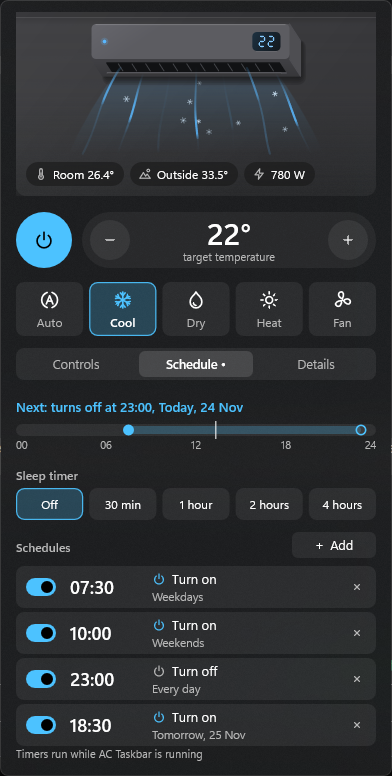 22
Room 26.4°
Outside 33.5°
780 W
22°
target temperature
Auto
Cool
Dry
Heat
Fan
Controls
Schedule •
Details
Next: turns off at 23:00, Today, 24 Nov
00 06 12 18 24
Sleep timer
Off
30 min
1 hour
2 hours
4 hours
Schedules
+ Add
07:30
Turn on
Weekdays
×
10:00
Turn on
Weekends
×
23:00
Turn off
Every day
×
18:30
Turn on
Tomorrow, 25 Nov
×
Timers run while AC Taskbar is running